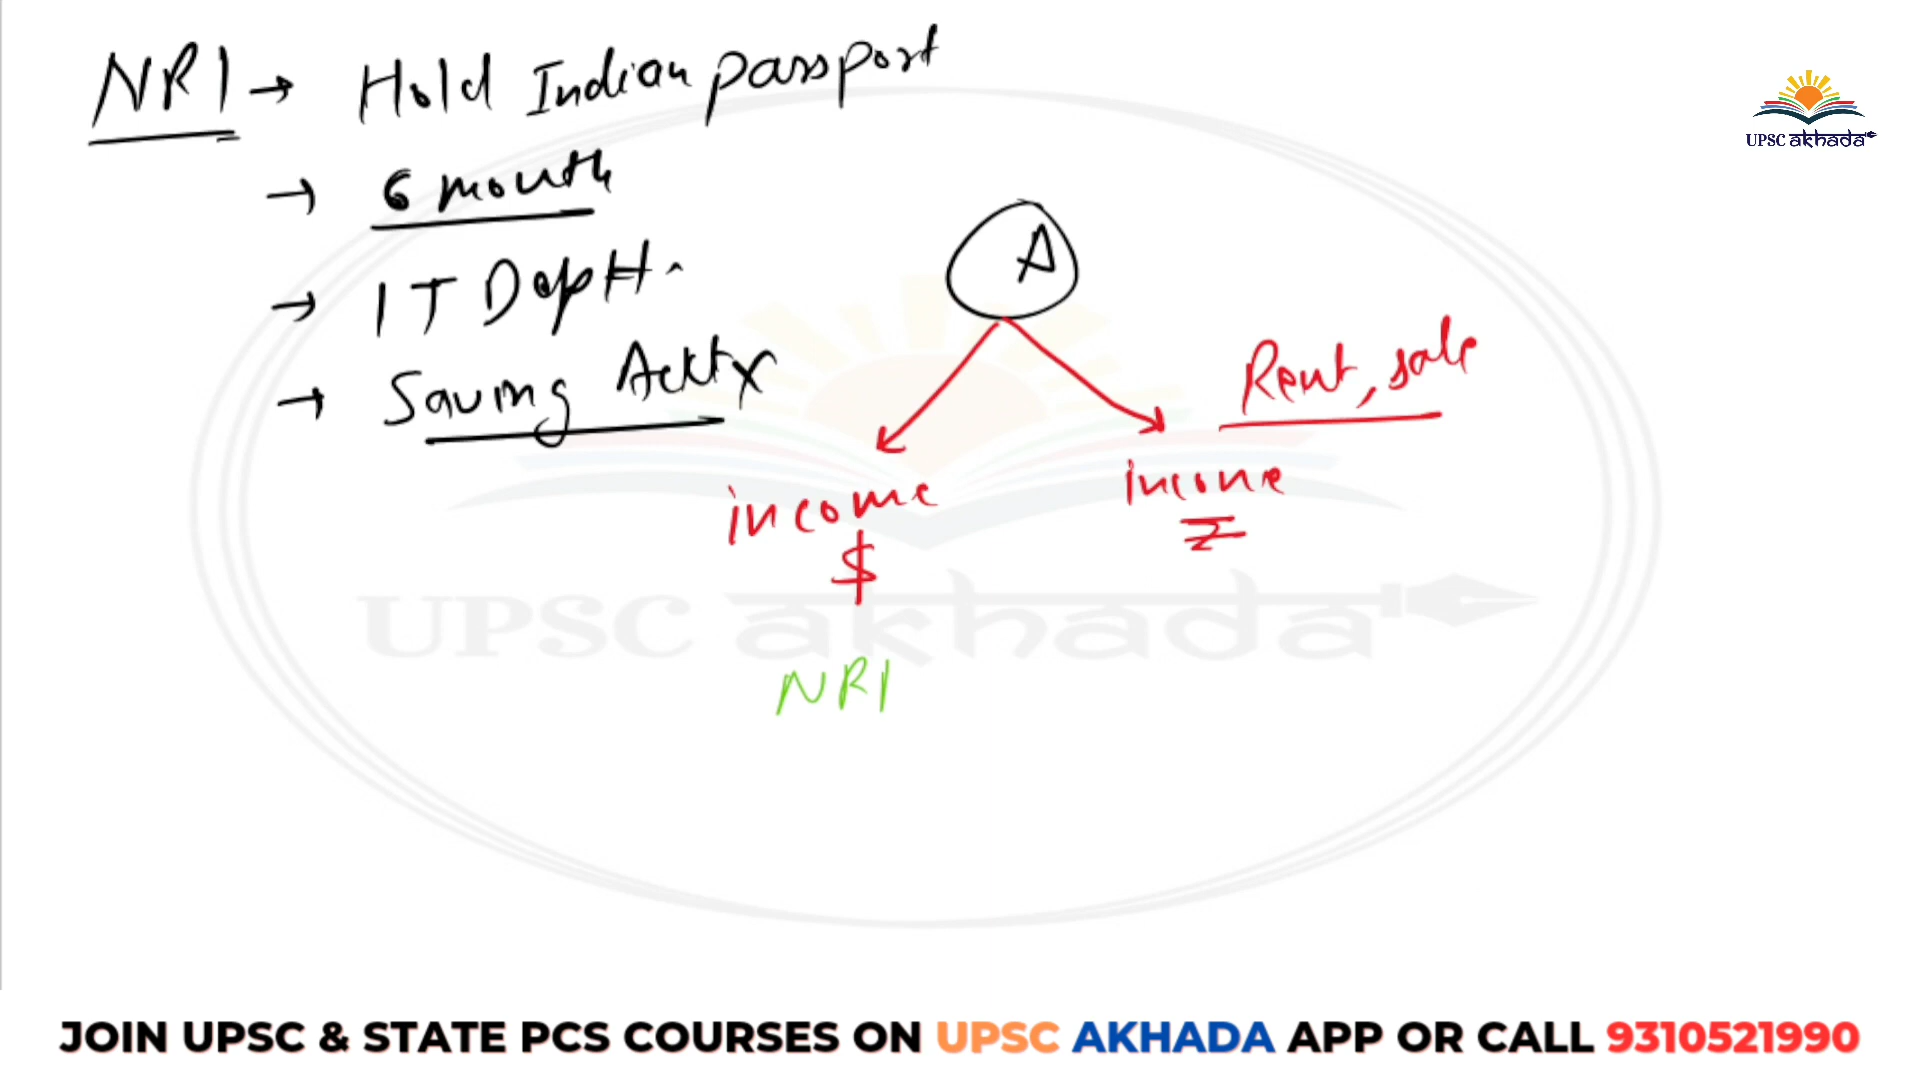 NRI → Hold Indian passport
→ 6 month
→ IT Deptt.
→ Saving Acktx
A
Rent, sale
income
$
income
₹
NRI
UPSC akhada
UPSC akhada
JOIN UPSC & STATE PCS COURSES ON UPSC AKHADA APP OR CALL 9310521990